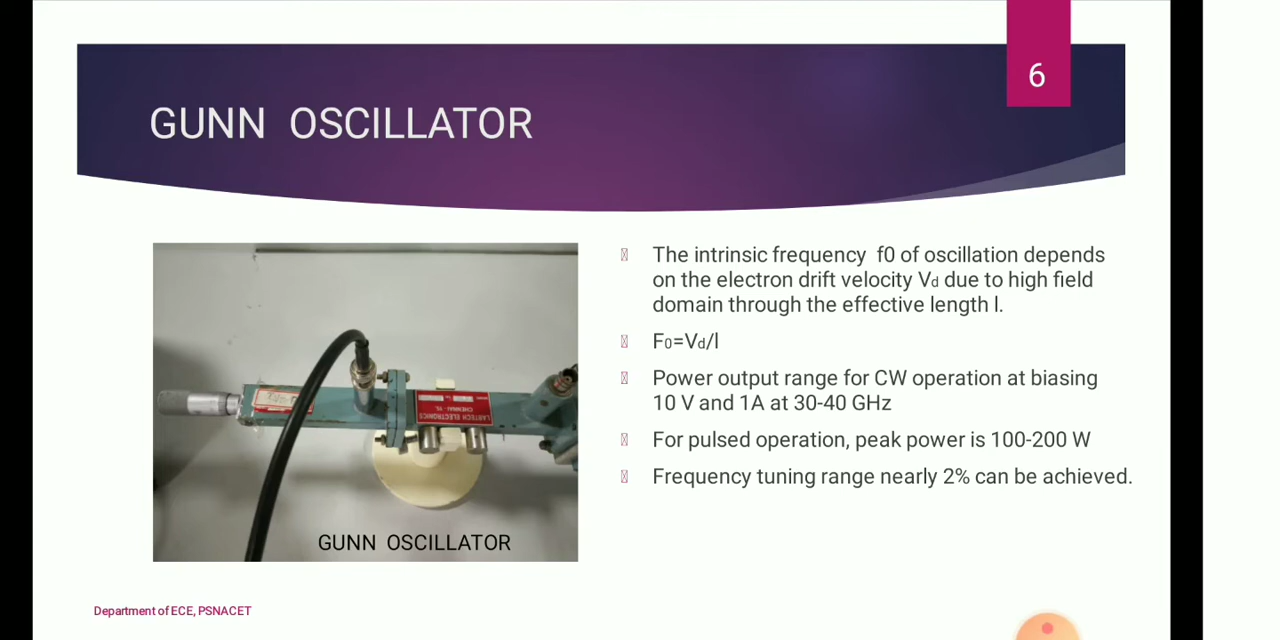 6
GUNN OSCILLATOR
The intrinsic frequency f0 of oscillation depends
on the electron drift velocity Vd due to high field
domain through the effective length l.
F0=Vd/l
Power output range for CW operation at biasing
10 V and 1A at 30-40 GHz
For pulsed operation, peak power is 100-200 W
Frequency tuning range nearly 2% can be achieved.
LABTECH ELECTRONICS
CHENNAI
GUNN OSCILLATOR
Department of ECE, PSNACET